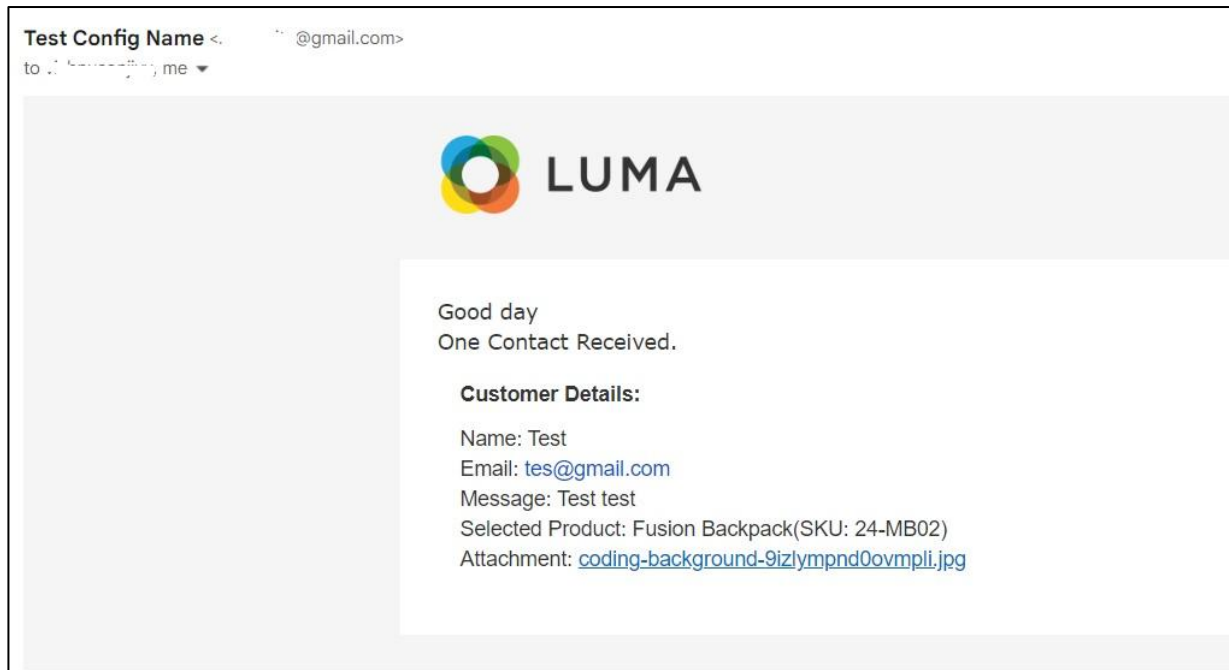 Test Config Name < @gmail.com>
to , me
LUMA
Good day
One Contact Received.
Customer Details:
Name: Test
Email: tes@gmail.com
Message: Test test
Selected Product: Fusion Backpack(SKU: 24-MB02)
Attachment: coding-background-9izlympnd0ovmpli.jpg